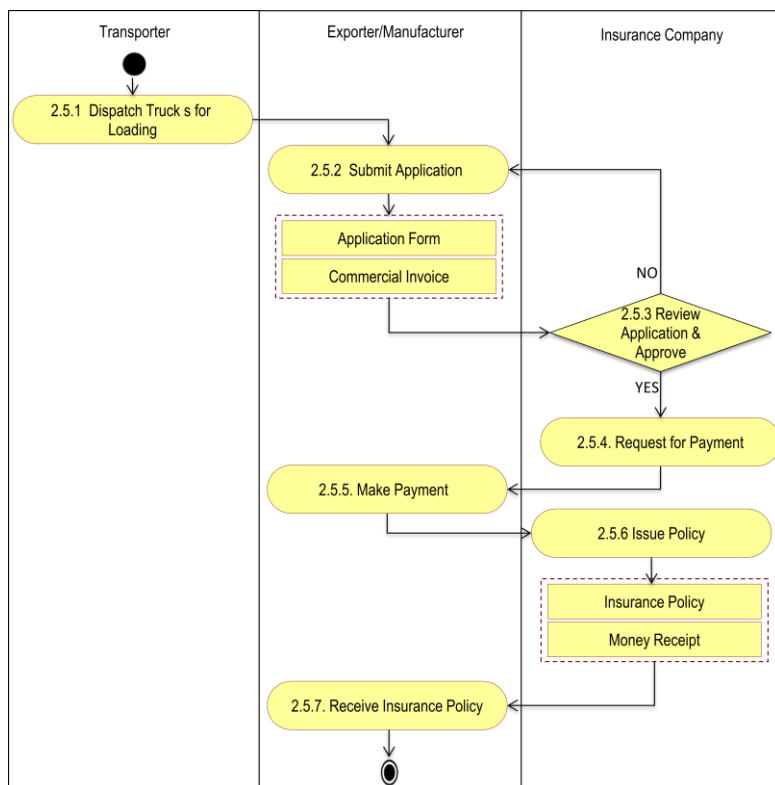 Transporter
Exporter/Manufacturer
Insurance Company
2.5.1 Dispatch Truck s for
Loading
2.5.2 Submit Application
Application Form
Commercial Invoice
NO
2.5.3 Review
Application &
Approve
YES
2.5.4. Request for Payment
2.5.5. Make Payment
2.5.6 Issue Policy
Insurance Policy
Money Receipt
2.5.7. Receive Insurance Policy